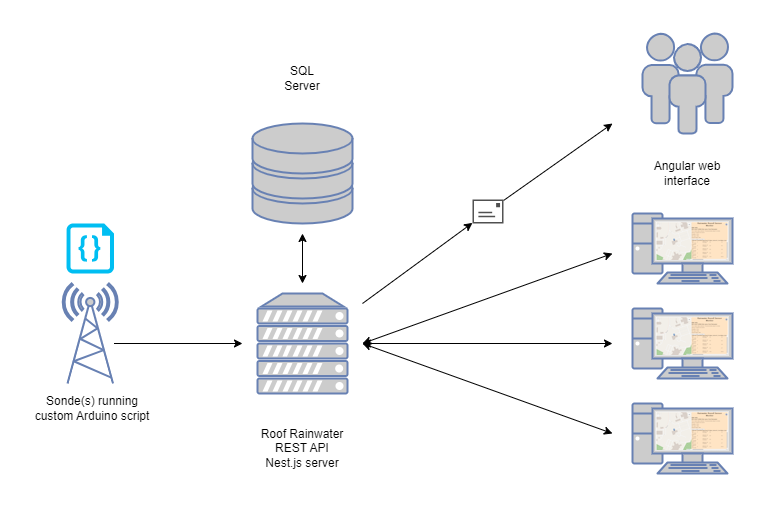 SQL
Server
Angular web
interface
{}
Sonde(s) running
custom Arduino script
Roof Rainwater
REST API
Nest.js server